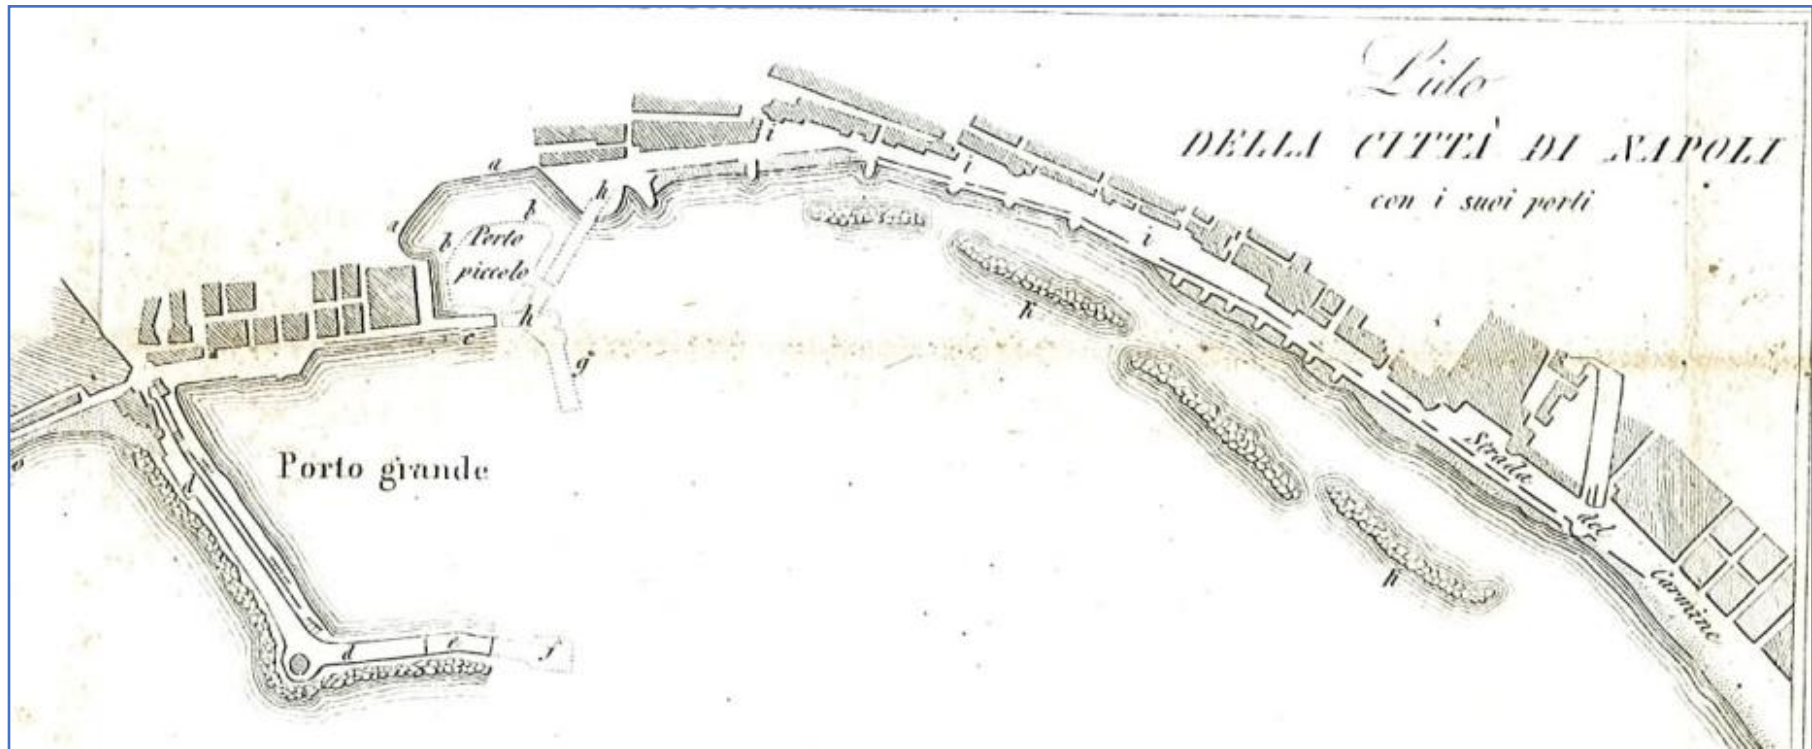 Lido
DELLA CITTÀ DI NAPOLI
con i suoi porti
i
a
h
b
i
a
b
Porto
piccolo
i
k
h
c
g
Porto grande
Strada
del
Carmine
d
k
d
e
f